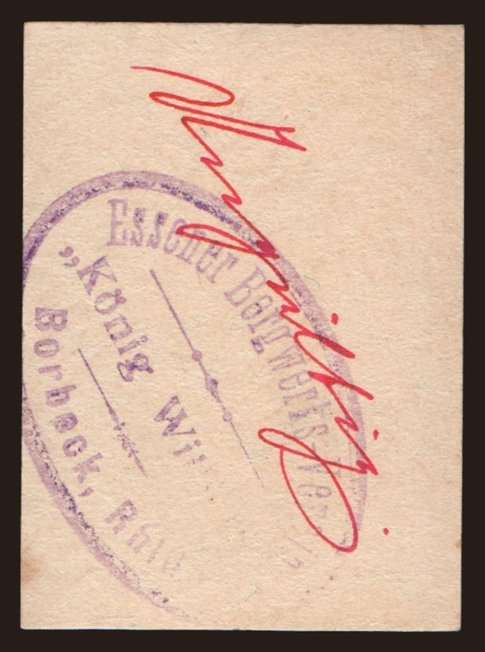 Ungültig.
Essener Bergwerks-Ver
„König Wi
Borbeck, Rhld